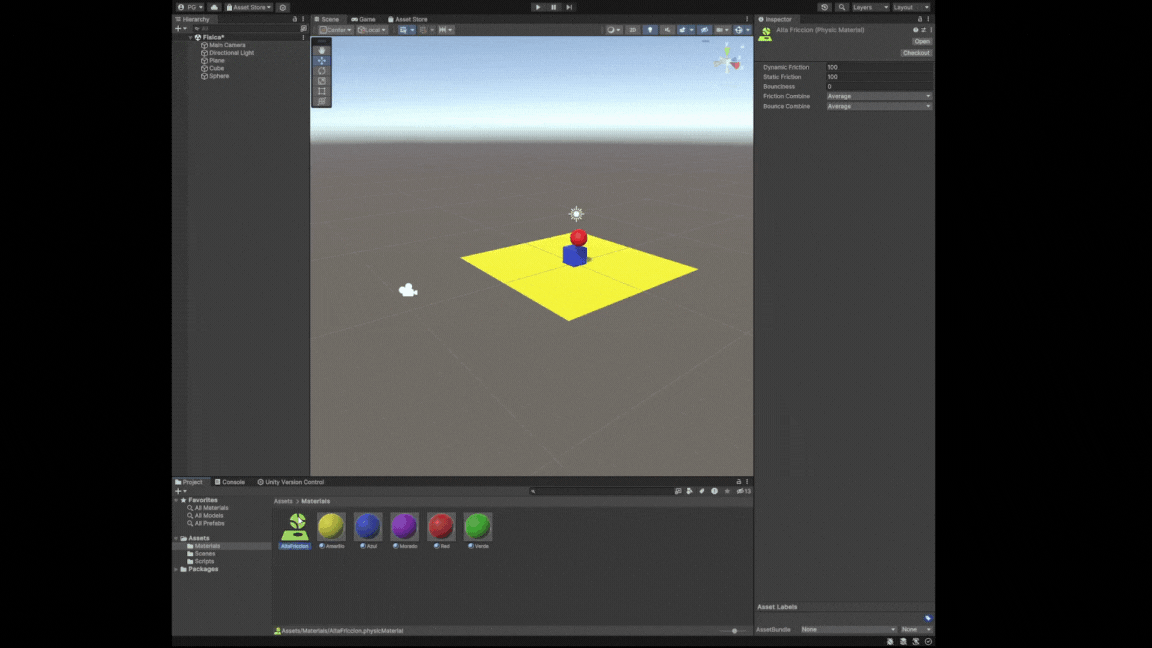 PG
Asset Store
Layers
Layout
Hierarchy
Scene
Game
Asset Store
Inspector
All
Center
Local
2D
Fisica*
Main Camera
Directional Light
Plane
Cube
Sphere
Alta Friccion (Physic Material)
Open
Checkout
Dynamic Friction 100
Static Friction 100
Bounciness 0
Friction Combine Average
Bounce Combine Average
Project
Console
Unity Version Control
13
Favorites
All Materials
All Models
All Prefabs
Assets
Materials
Scenes
Scripts
Packages
Assets > Materials
AltaFriccion
Amarillo
Azul
Morado
Red
Verde
Assets/Materials/AltaFriccion.physicMaterial
Asset Labels
AssetBundle None None